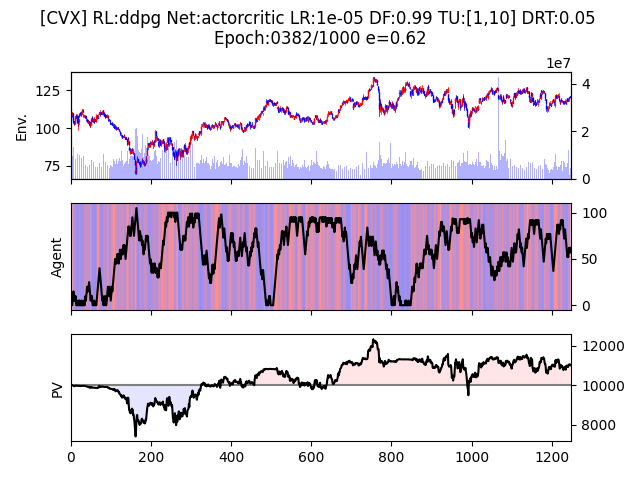 [CVX] RL:ddpg Net:actorcritic LR:1e-05 DF:0.99 TU:[1,10] DRT:0.05
Epoch:0382/1000 e=0.62
1e7
125
100
75
Env.
4
2
0
Agent
100
50
0
PV
12000
10000
8000
0 200 400 600 800 1000 1200